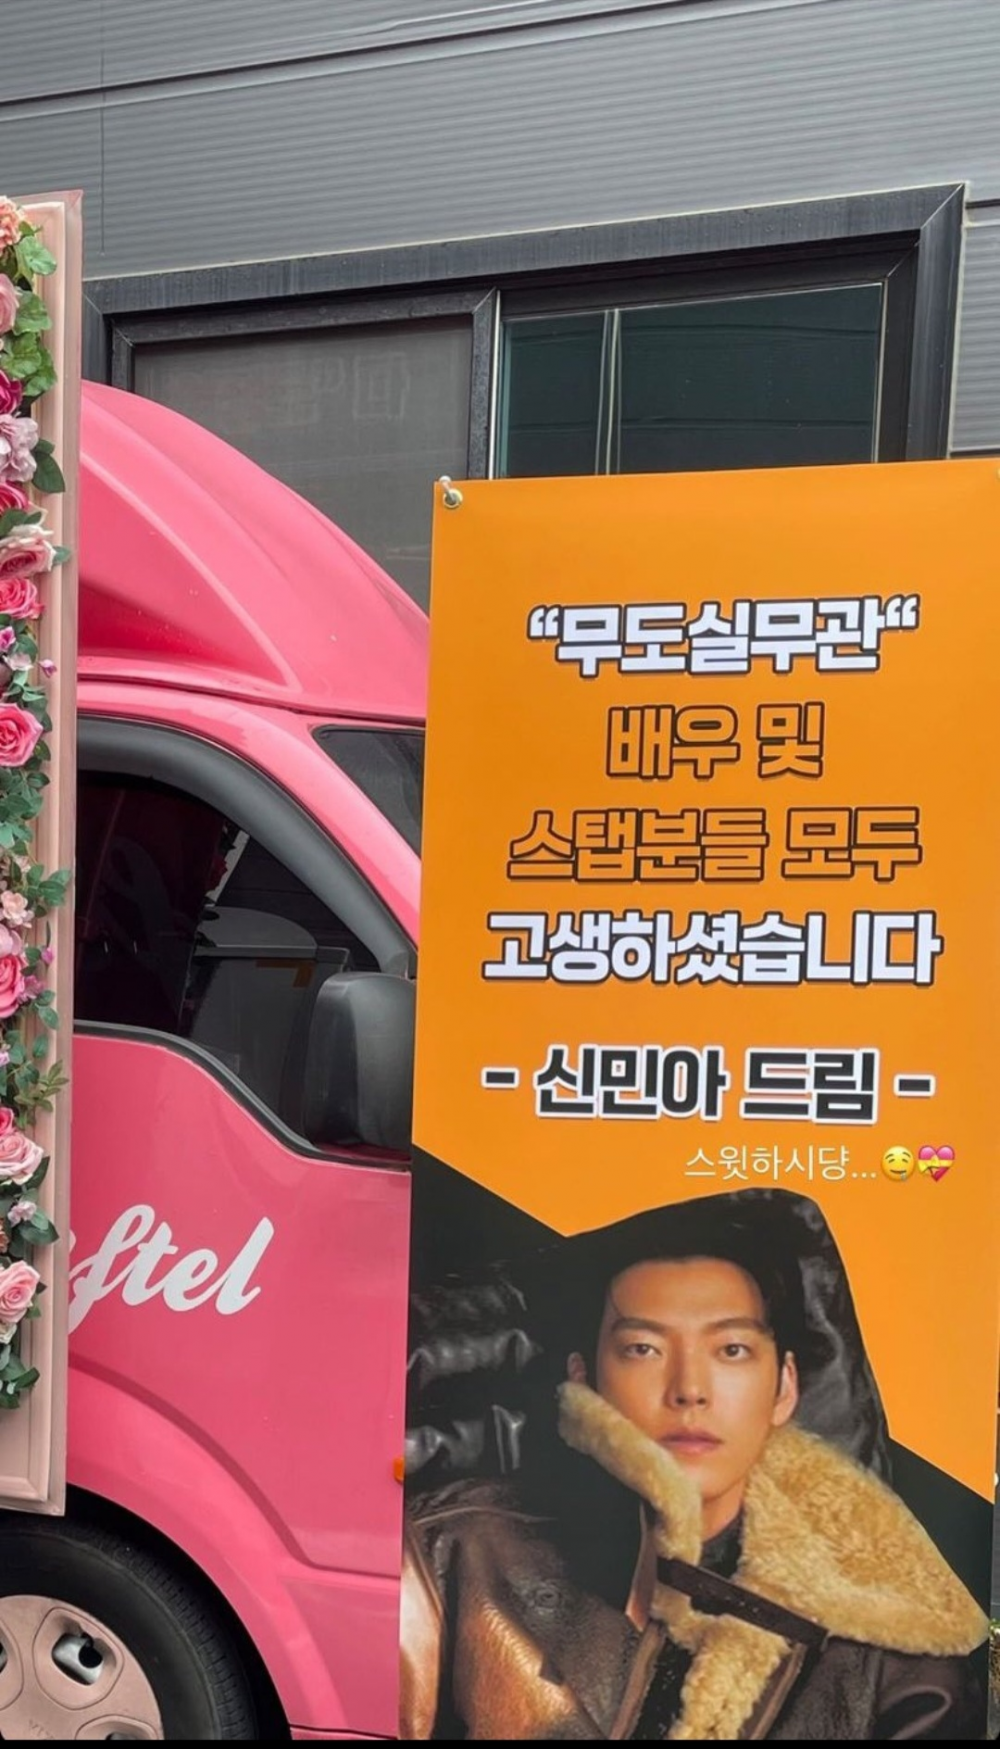 "무도실무관"
배우 및
스탭분들 모두
고생하셨습니다
- 신민아 드림 -
스윗하시댱...🤤💝
ftel